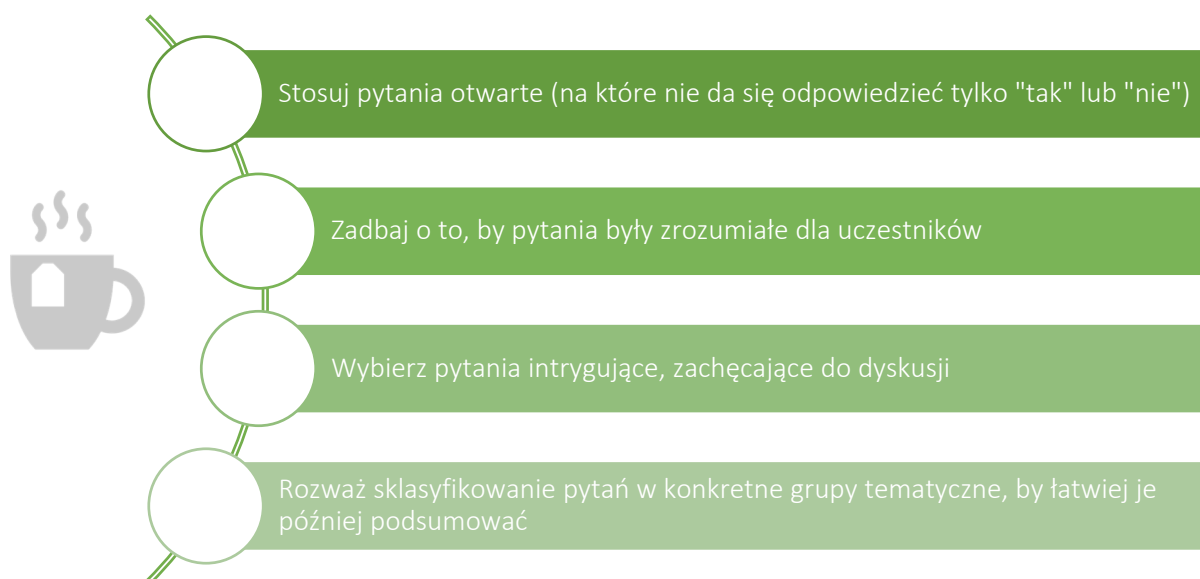 Stosuj pytania otwarte (na które nie da się odpowiedzieć tylko "tak" lub "nie")
Zadbaj o to, by pytania były zrozumiałe dla uczestników
Wybierz pytania intrygujące, zachęcające do dyskusji
Rozważ sklasyfikowanie pytań w konkretne grupy tematyczne, by łatwiej je
później podsumować